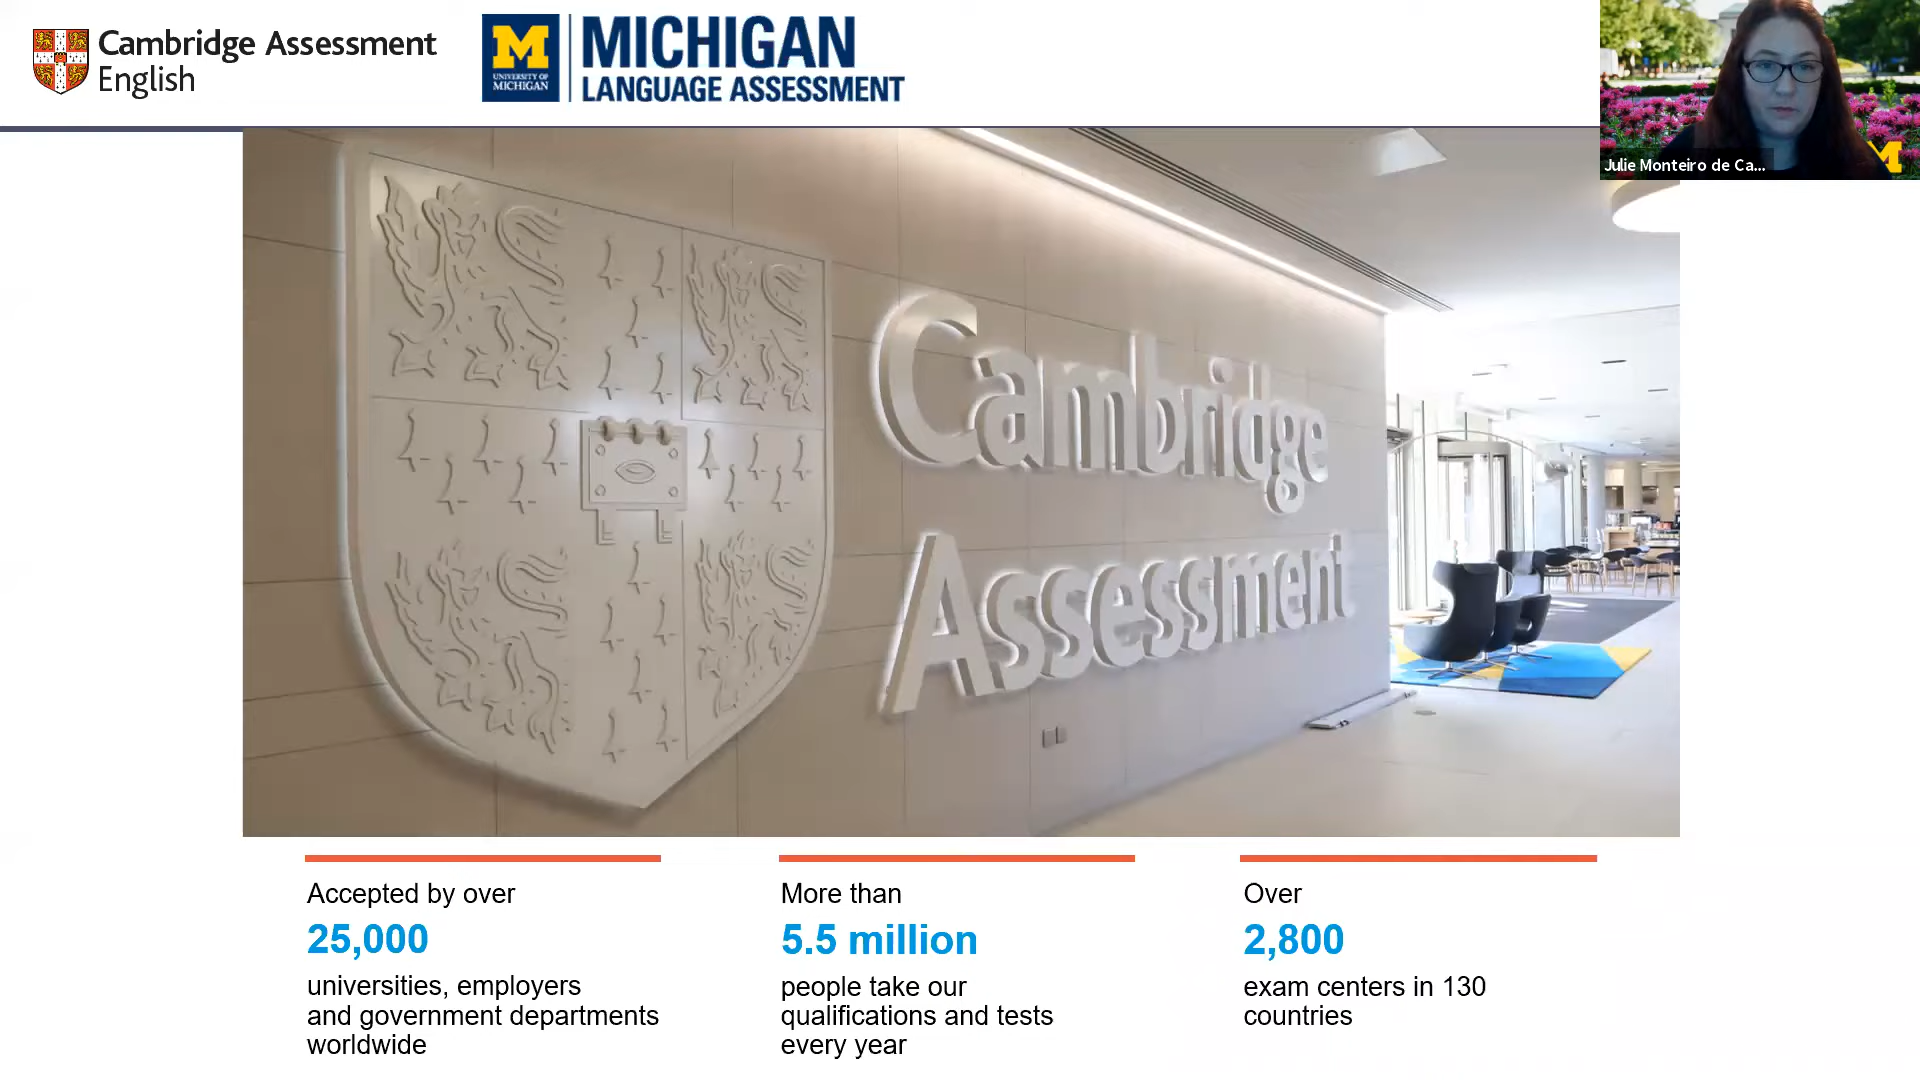 Cambridge Assessment
English
M
UNIVERSITY OF
MICHIGAN
MICHIGAN
LANGUAGE ASSESSMENT
M
Julie Monteiro de Ca...
Cambridge
Assessment
Accepted by over
25,000
universities, employers
and government departments
worldwide
More than
5.5 million
people take our
qualifications and tests
every year
Over
2,800
exam centers in 130
countries